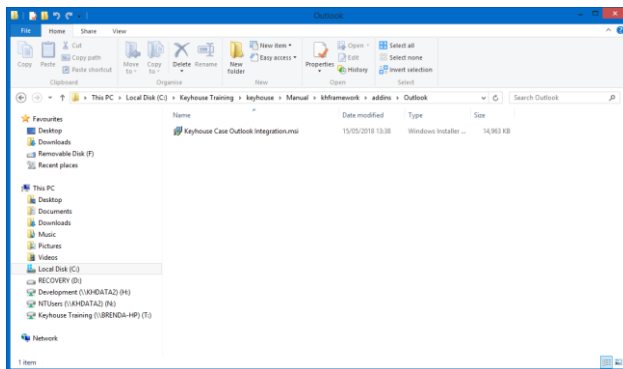 Outlook
File Home Share View
Copy Paste Cut Copy path Paste shortcut Move to Copy to Delete Rename New folder New item Easy access Properties Open Edit History Select all Select none Invert selection
Clipboard Organise New Open Select
This PC Local Disk (C:) Keyhouse Training keyhouse Manual khframework addins Outlook Search Outlook
Name Date modified Type Size
Keyhouse Case Outlook Integration.msi 15/05/2018 13:38 Windows Installer ... 14,963 KB
Favourites
Desktop
Downloads
Removable Disk (F)
Recent places
This PC
Desktop
Documents
Downloads
Music
Pictures
Videos
Local Disk (C:)
RECOVERY (D:)
Development (\\KHDATA2) (H:)
NTUsers (\\KHDATA2) (N:)
Keyhouse Training (\\BRENDA-HP) (T:)
Network
1 item